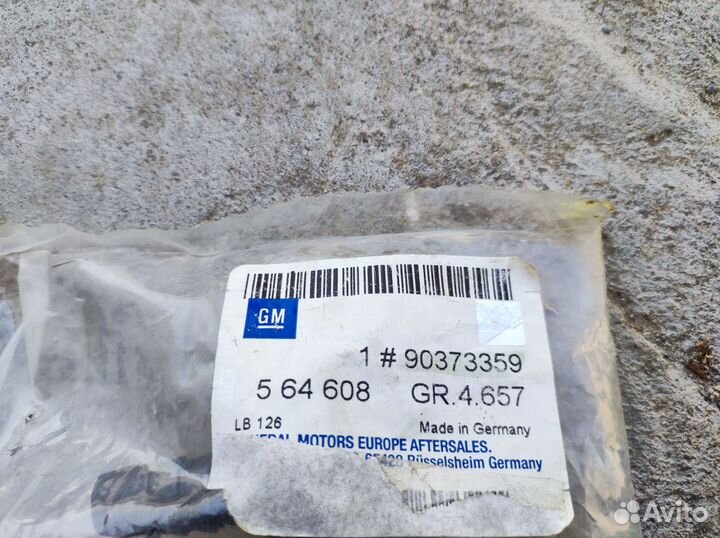 GM
1 # 90373359
5 64 608 GR.4.657
LB 126 Made in Germany
MOTORS EUROPE AFTERSALES.
Rüsselsheim Germany
Avito